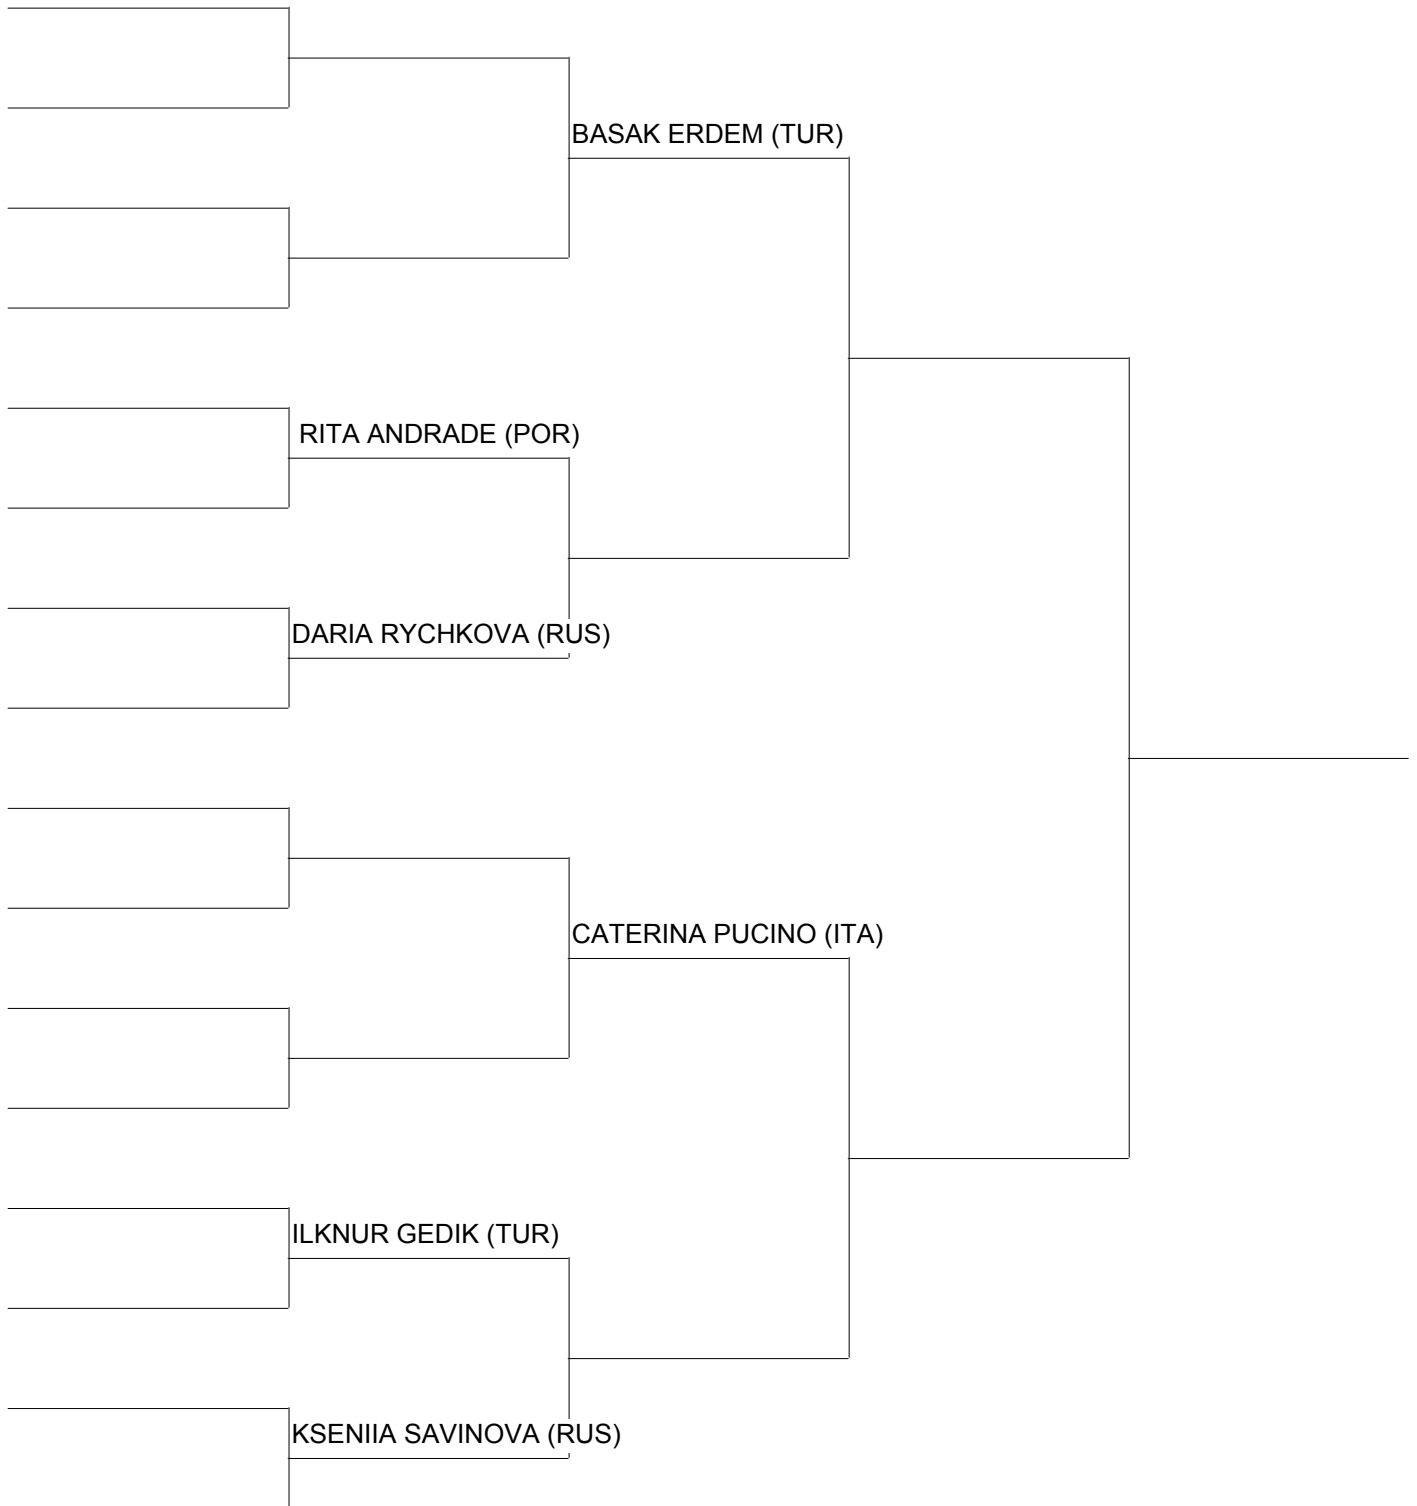 BASAK ERDEM (TUR)
RITA ANDRADE (POR)
DARIA RYCHKOVA (RUS)
CATERINA PUCINO (ITA)
ILKNUR GEDIK (TUR)
KSENIIA SAVINOVA (RUS)